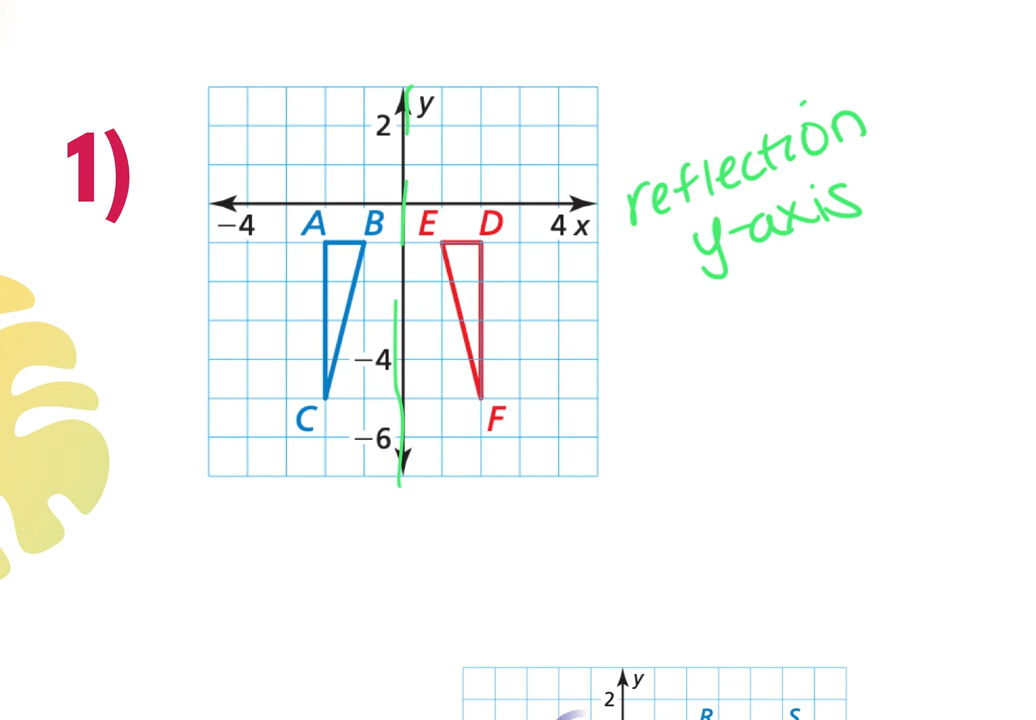 1)
y
2
-4 A B E D 4 x
-4
C F
-6
reflection
y-axis
y
2
R S